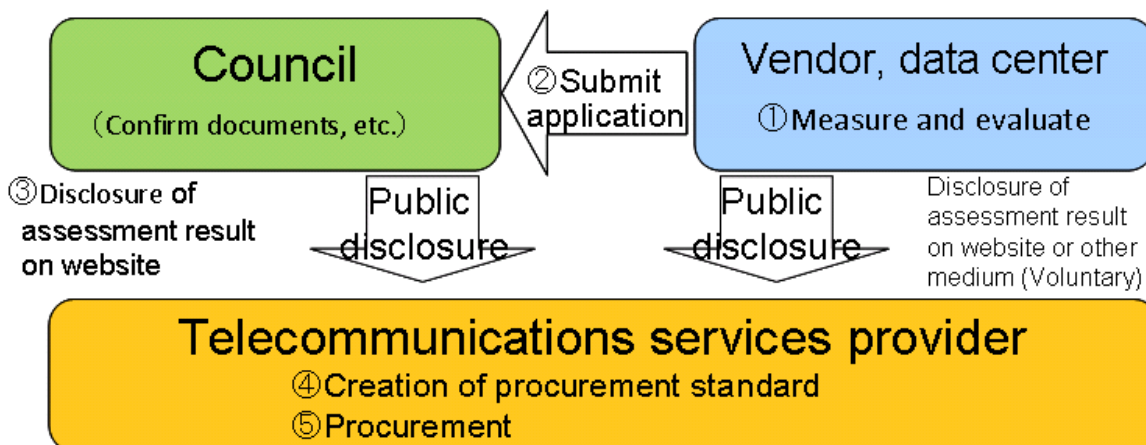 Council
（Confirm documents, etc.）
②Submit
application
Vendor, data center
①Measure and evaluate
③Disclosure of
assessment result
on website
Public
disclosure
Public
disclosure
Disclosure of
assessment result
on website or other
medium (Voluntary)
Telecommunications services provider
④Creation of procurement standard
⑤Procurement